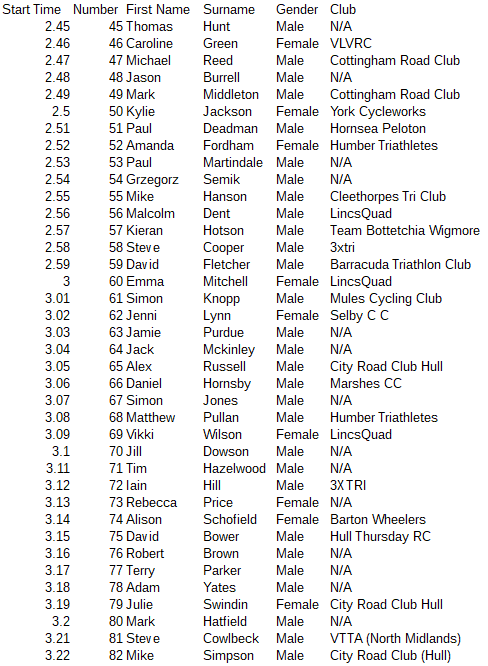 Start Time Number First Name Surname Gender Club
2.45 45 Thomas Hunt Male N/A
2.46 46 Caroline Green Female VLVRC
2.47 47 Michael Reed Male Cottingham Road Club
2.48 48 Jason Burrell Male N/A
2.49 49 Mark Middleton Male Cottingham Road Club
2.5 50 Kylie Jackson Female York Cycleworks
2.51 51 Paul Deadman Male Hornsea Peloton
2.52 52 Amanda Fordham Female Humber Triathletes
2.53 53 Paul Martindale Male N/A
2.54 54 Grzegorz Semik Male N/A
2.55 55 Mike Hanson Male Cleethorpes Tri Club
2.56 56 Malcolm Dent Male LincsQuad
2.57 57 Kieran Hotson Male Team Bottetchia Wigmore
2.58 58 Steve Cooper Male 3xtri
2.59 59 David Fletcher Male Barracuda Triathlon Club
3 60 Emma Mitchell Female LincsQuad
3.01 61 Simon Knopp Male Mules Cycling Club
3.02 62 Jenni Lynn Female Selby C C
3.03 63 Jamie Purdue Male N/A
3.04 64 Jack Mckinley Male N/A
3.05 65 Alex Russell Male City Road Club Hull
3.06 66 Daniel Hornsby Male Marshes CC
3.07 67 Simon Jones Male N/A
3.08 68 Matthew Pullan Male Humber Triathletes
3.09 69 Vikki Wilson Female LincsQuad
3.1 70 Jill Dowson Male N/A
3.11 71 Tim Hazelwood Male N/A
3.12 72 Iain Hill Male 3XTRI
3.13 73 Rebecca Price Female N/A
3.14 74 Alison Schofield Female Barton Wheelers
3.15 75 David Bower Male Hull Thursday RC
3.16 76 Robert Brown Male N/A
3.17 77 Terry Parker Male N/A
3.18 78 Adam Yates Male N/A
3.19 79 Julie Swindin Female City Road Club Hull
3.2 80 Mark Hatfield Male N/A
3.21 81 Steve Cowlbeck Male VTTA (North Midlands)
3.22 82 Mike Simpson Male City Road Club (Hull)